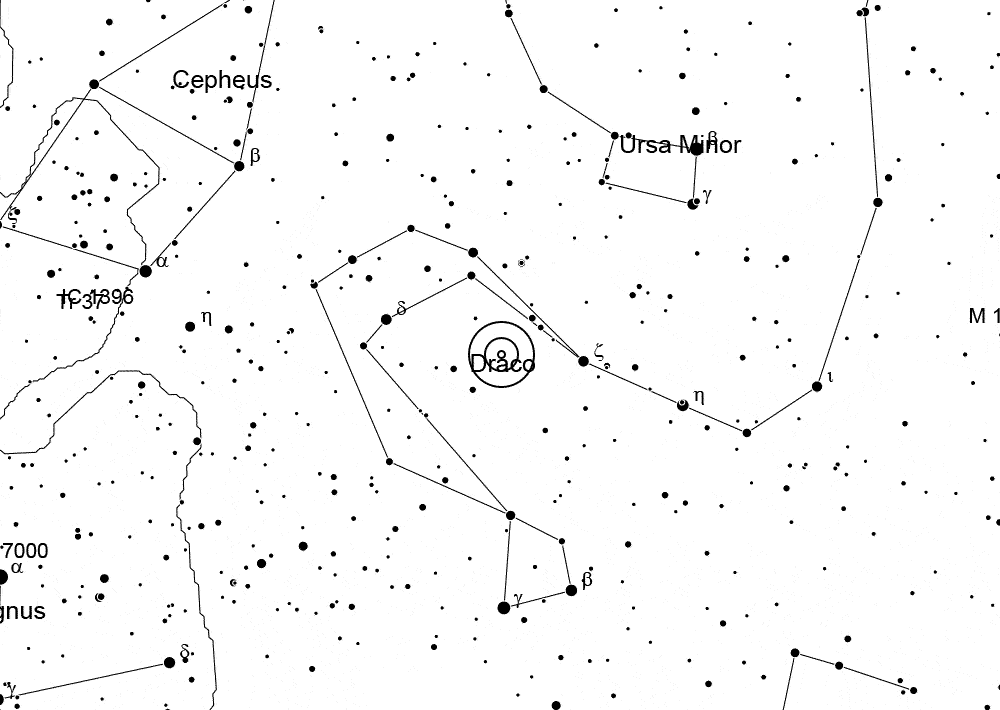 Cepheus
Ursa Minor
β
β
γ
ζ
α
IC 1396
Tr 37
η
δ
M 1
Draco
ζ
η
ι
7000
α
β
γ
gnus
δ
γ